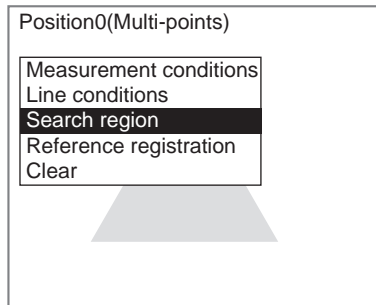 Position0(Multi-points)
Measurement conditions
Line conditions
Search region
Reference registration
Clear